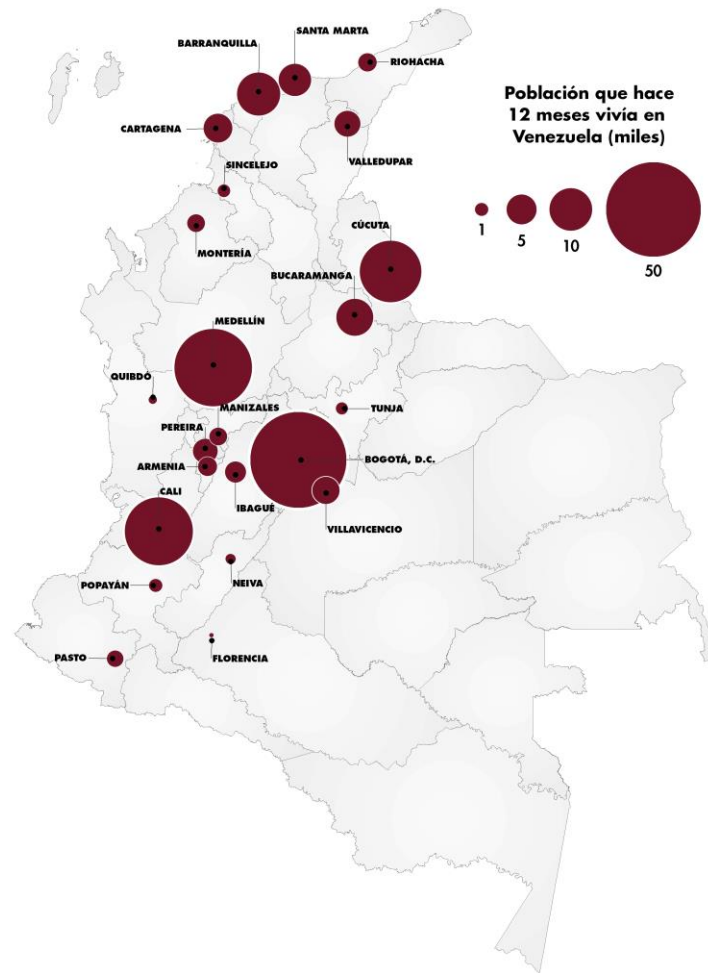 SANTA MARTA
BARRANQUILLA
RIOHACHA
Población que hace
12 meses vivía en
Venezuela (miles)
CARTAGENA
VALLEDUPAR
SINCELEJO
1
5
10
50
CÚCUTA
MONTERÍA
BUCARAMANGA
MEDELLÍN
QUIBDÓ
MANIZALES
TUNJA
PEREIRA
BOGOTÁ, D.C.
ARMENIA
IBAGUÉ
CALI
VILLAVICENCIO
NEIVA
POPAYÁN
PASTO
FLORENCIA